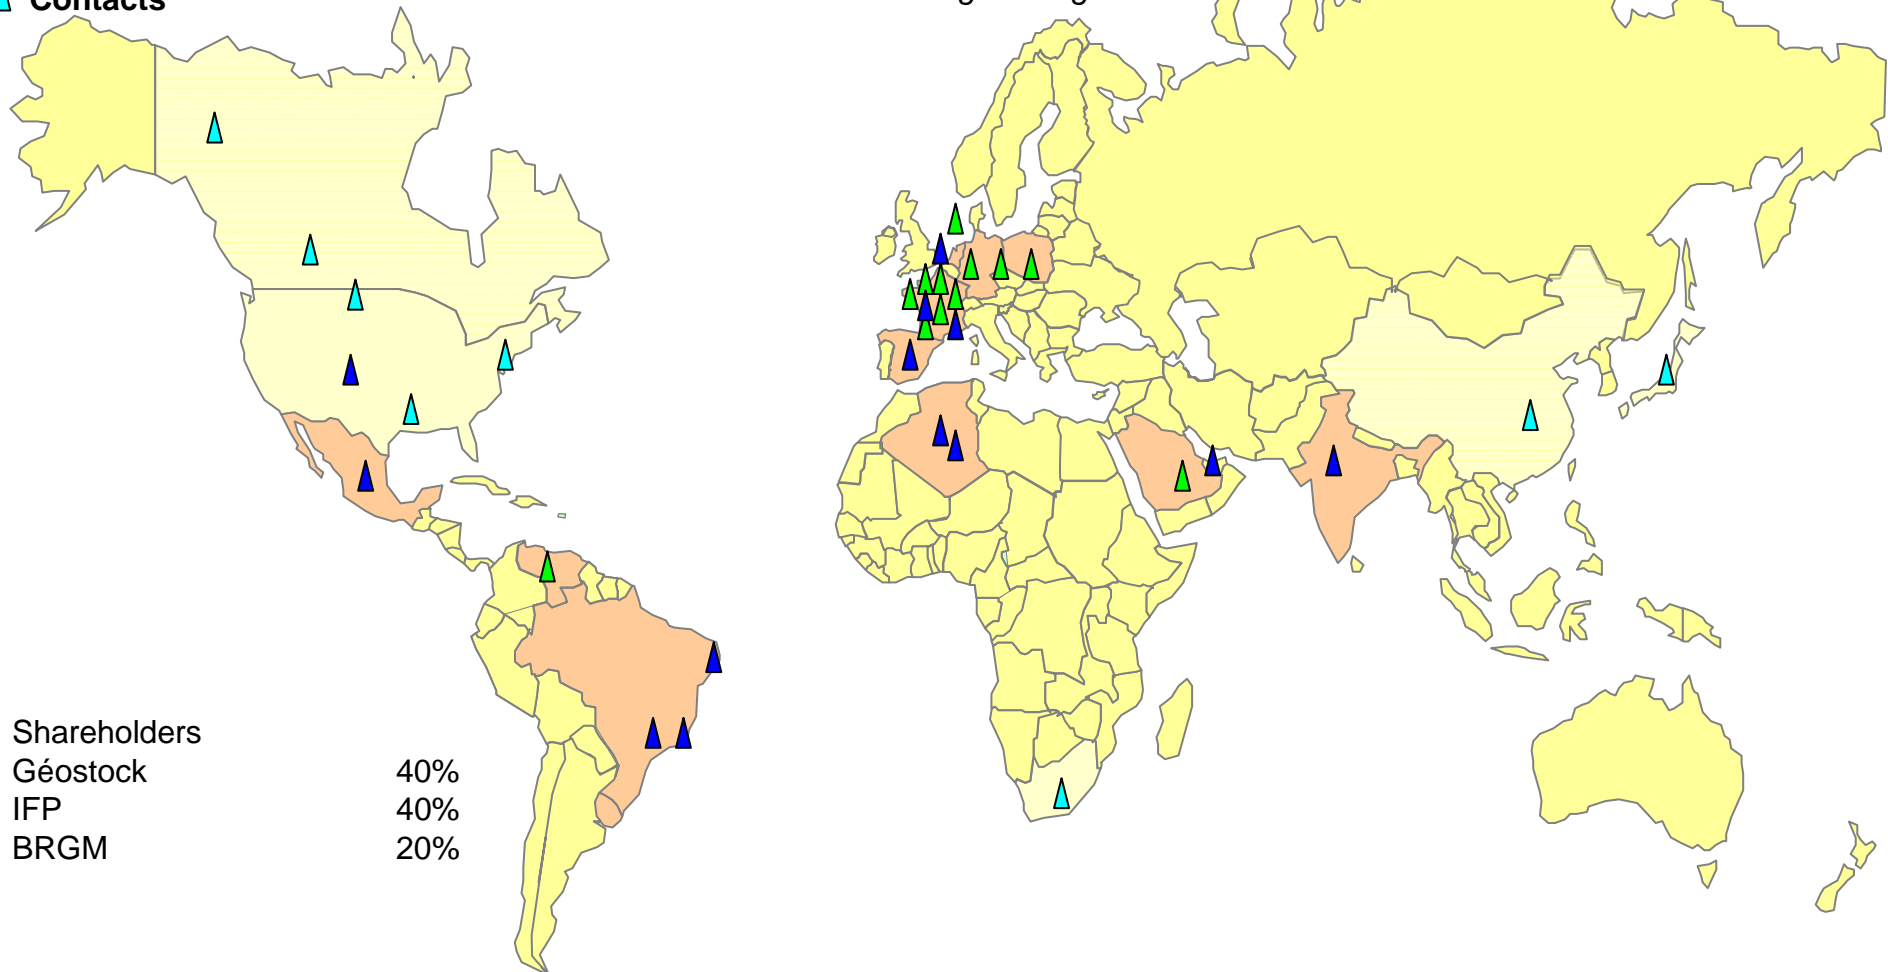 Contacts
Shareholders
Géostock 40%
IFP 40%
BRGM 20%